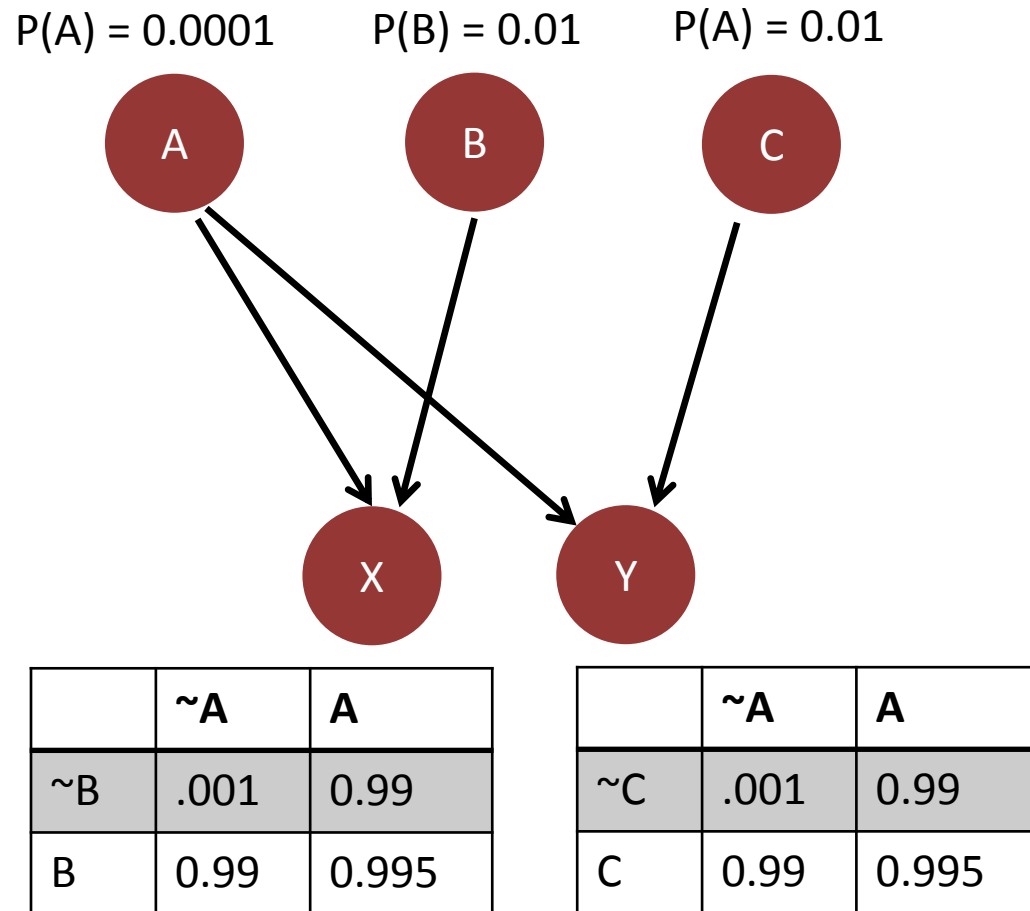 P(A) = 0.0001 P(B) = 0.01 P(A) = 0.01
A B C
X Y
~A A ~A A
~B .001 0.99 ~C .001 0.99
B 0.99 0.995 C 0.99 0.995